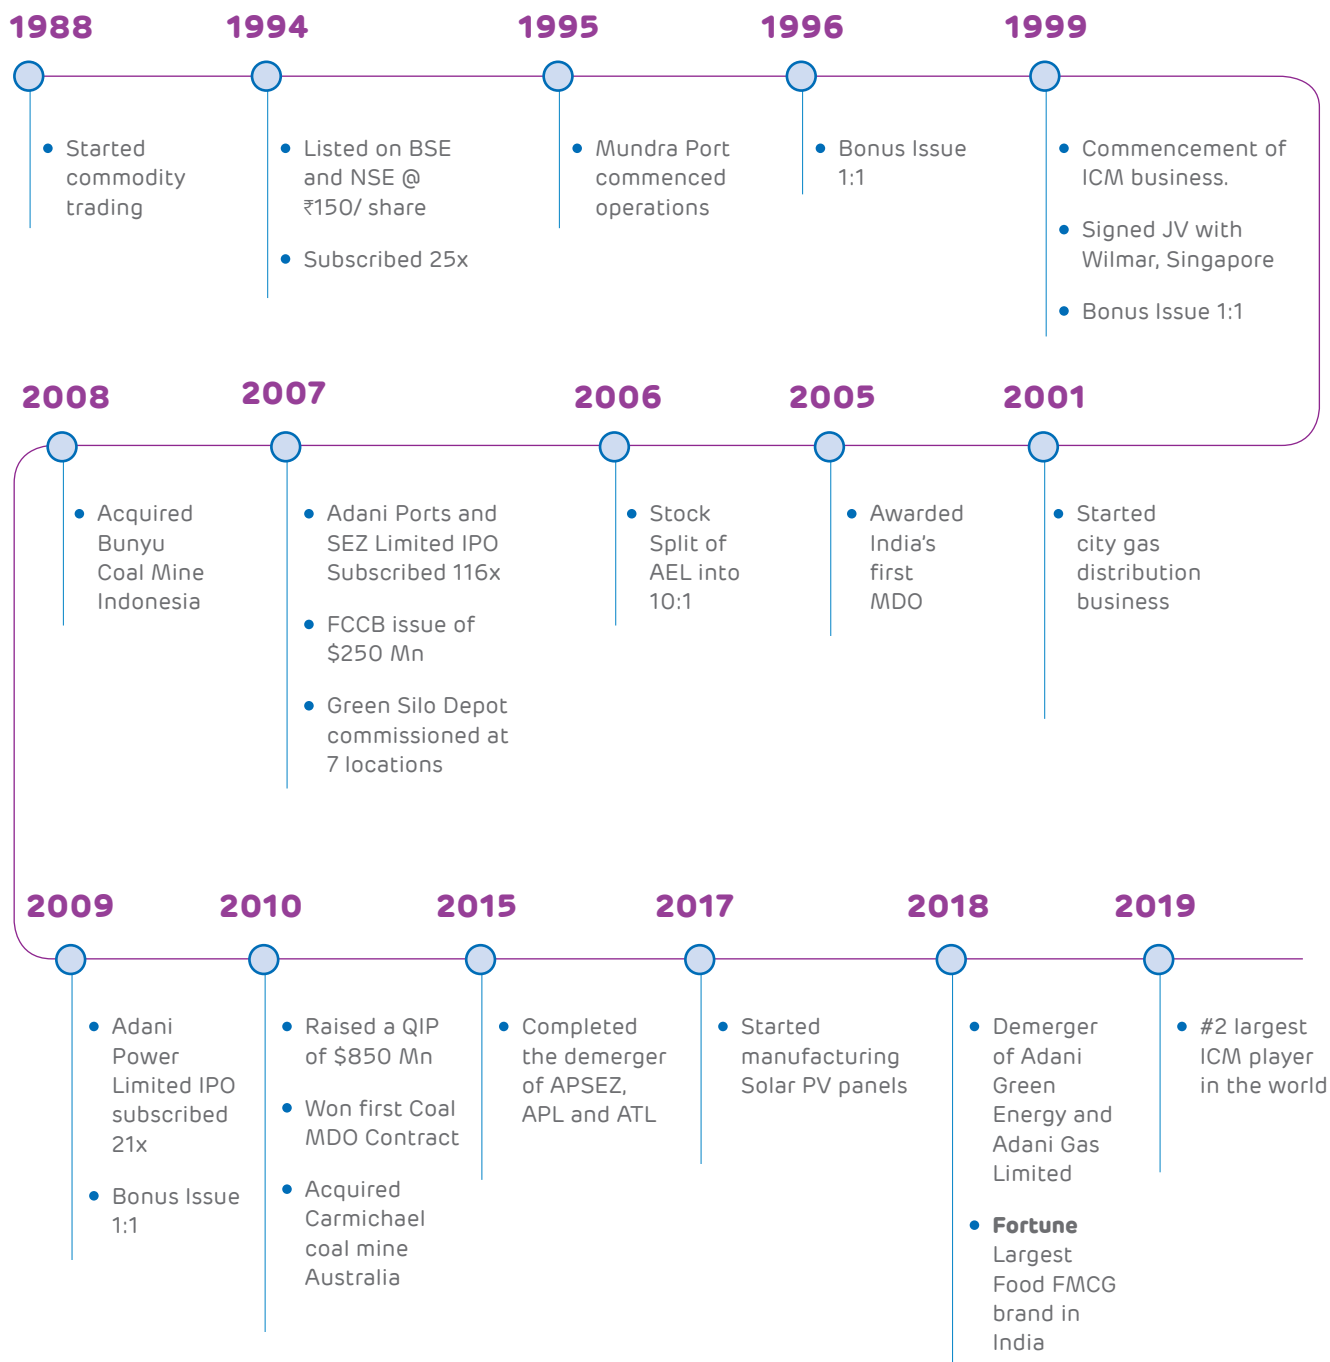 1988
Started
commodity
trading
1994
Listed on BSE
and NSE @
₹150/ share
Subscribed 25x
1995
Mundra Port
commenced
operations
1996
Bonus Issue
1:1
1999
Commencement of
ICM business.
Signed JV with
Wilmar, Singapore
Bonus Issue 1:1
2001
Started
city gas
distribution
business
2005
Awarded
India's
first
MDO
2006
Stock
Split of
AEL into
10:1
2007
Adani Ports and
SEZ Limited IPO
Subscribed 116x
FCCB issue of
$250 Mn
Green Silo Depot
commissioned at
7 locations
2008
Acquired
Bunyu
Coal Mine
Indonesia
2009
Adani
Power
Limited IPO
subscribed
21x
Bonus Issue
1:1
2010
Raised a QIP
of $850 Mn
Won first Coal
MDO Contract
Acquired
Carmichael
coal mine
Australia
2015
Completed
the demerger
of APSEZ,
APL and ATL
2017
Started
manufacturing
Solar PV panels
2018
Demerger
of Adani
Green
Energy and
Adani Gas
Limited
Fortune
Largest
Food FMCG
brand in
India
2019
#2 largest
ICM player
in the world